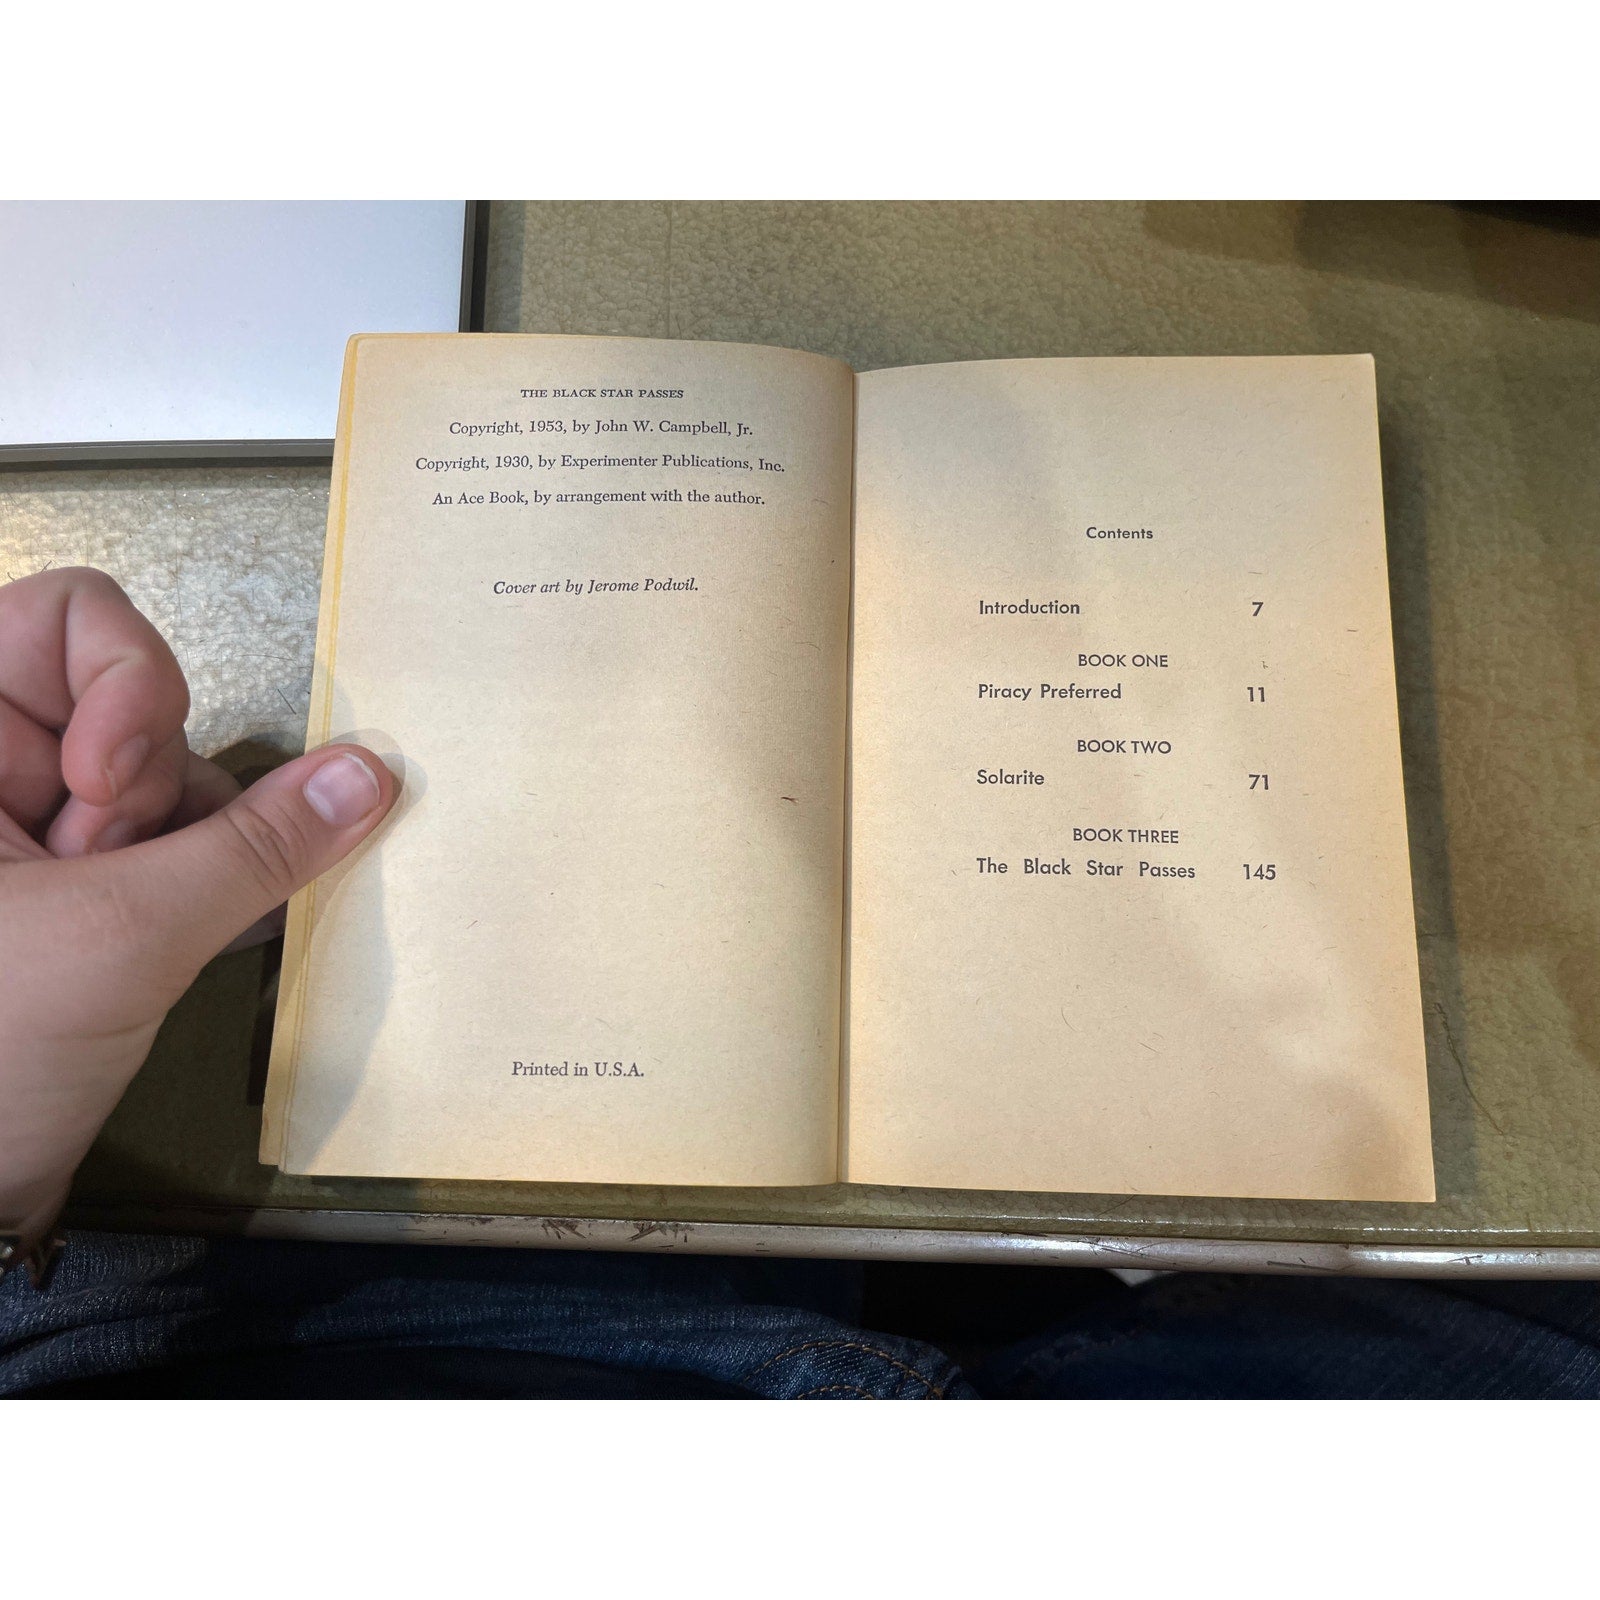 THE BLACK STAR PASSES
Copyright, 1953, by John W. Campbell, Jr.
Copyright, 1930, by Experimenter Publications, Inc.
An Ace Book, by arrangement with the author.
Cover art by Jerome Podwil.
Printed in U.S.A.
Contents
Introduction 7
BOOK ONE
Piracy Preferred 11
BOOK TWO
Solarite 71
BOOK THREE
The Black Star Passes 145